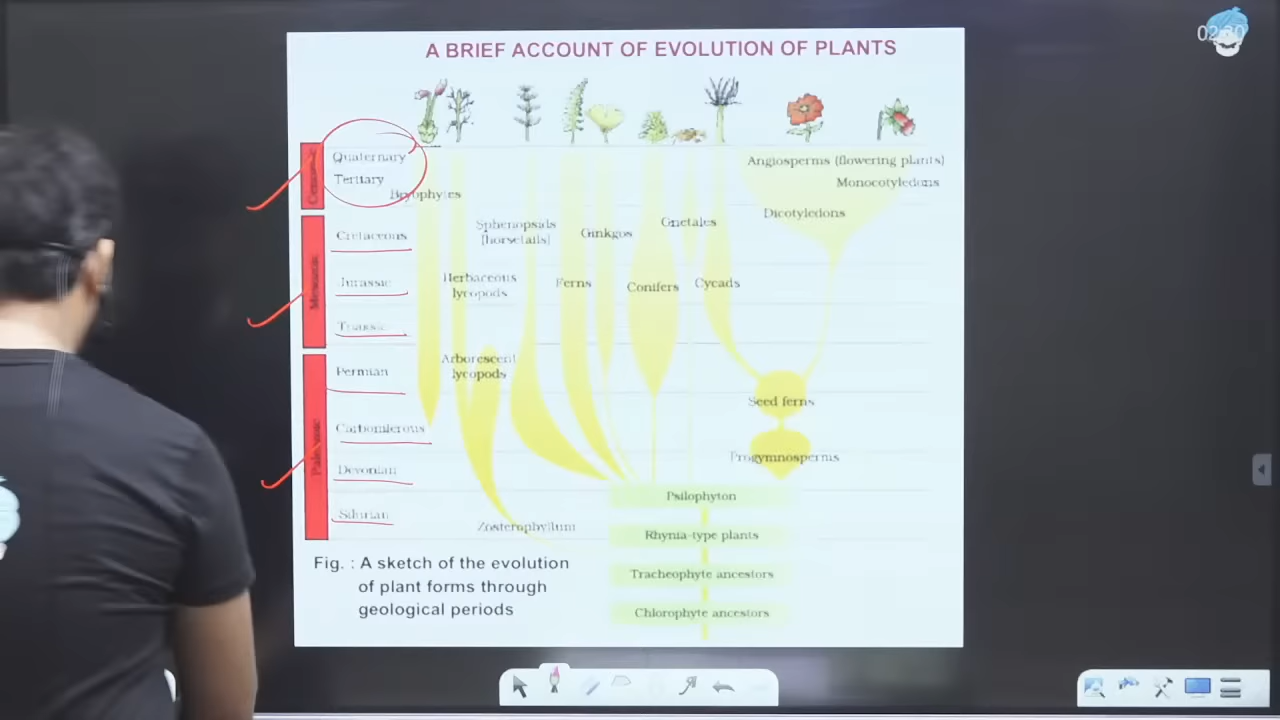 A BRIEF ACCOUNT OF EVOLUTION OF PLANTS
Quaternary
Tertiary
Bryophytes
Angiosperms (flowering plants)
Monocotyledons
Dicotyledons
Cretaceous
Sphenopsids
(horsetails)
Ginkgos
Gnetales
Jurassic
Herbaceous
lycopods
Ferns
Conifers
Cycads
Triassic
Permian
Arborescent
lycopods
Seed ferns
Carboniferous
Progymnosperms
Devonian
Psilophyton
Silurian
Zosterophyllum
Rhynia-type plants
Tracheophyte ancestors
Chlorophyte ancestors
Fig. : A sketch of the evolution
of plant forms through
geological periods